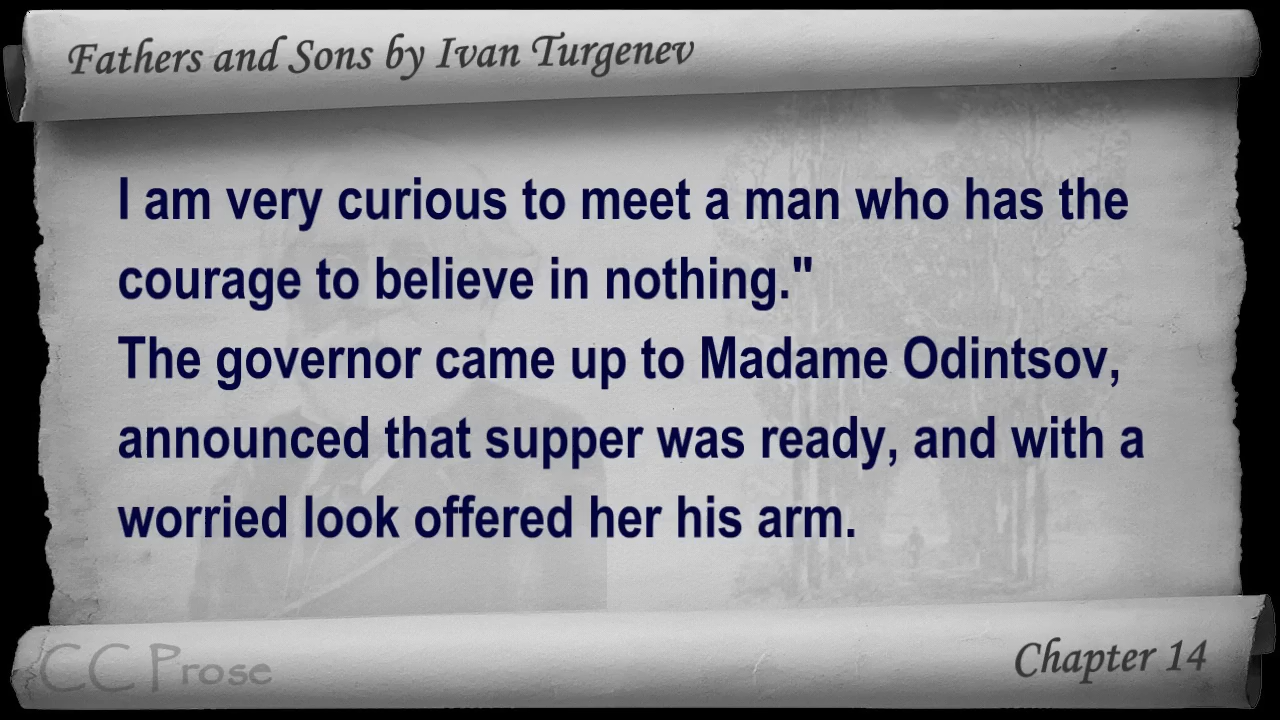 Fathers and Sons by Ivan Turgenev
I am very curious to meet a man who has the
courage to believe in nothing."
The governor came up to Madame Odintsov,
announced that supper was ready, and with a
worried look offered her his arm.
CC Prose
Chapter 14